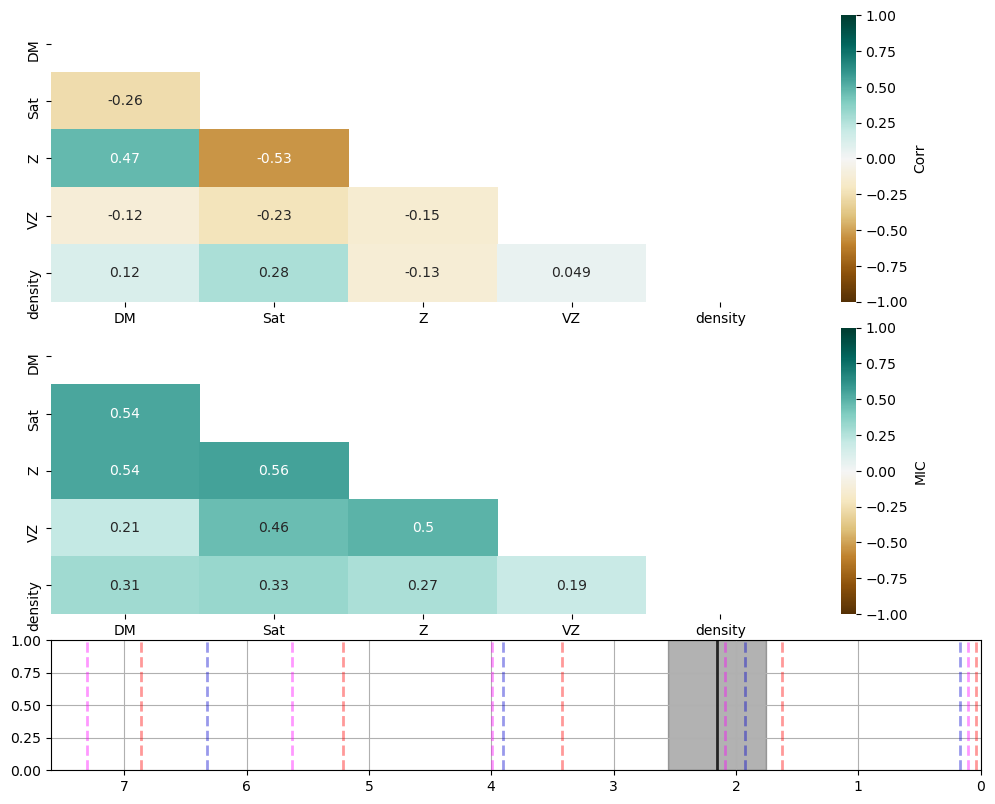 DM
Sat
-0.26
Z
0.47 -0.53
VZ
-0.12 -0.23 -0.15
density
0.12 0.28 -0.13 0.049
DM Sat Z VZ density
1.00
0.75
0.50
0.25
0.00
−0.25
−0.50
−0.75
−1.00
Corr
DM
Sat
0.54
Z
0.54 0.56
VZ
0.21 0.46 0.5
density
0.31 0.33 0.27 0.19
DM Sat Z VZ density
1.00
0.75
0.50
0.25
0.00
−0.25
−0.50
−0.75
−1.00
MIC
1.00
0.75
0.50
0.25
0.00
7 6 5 4 3 2 1 0